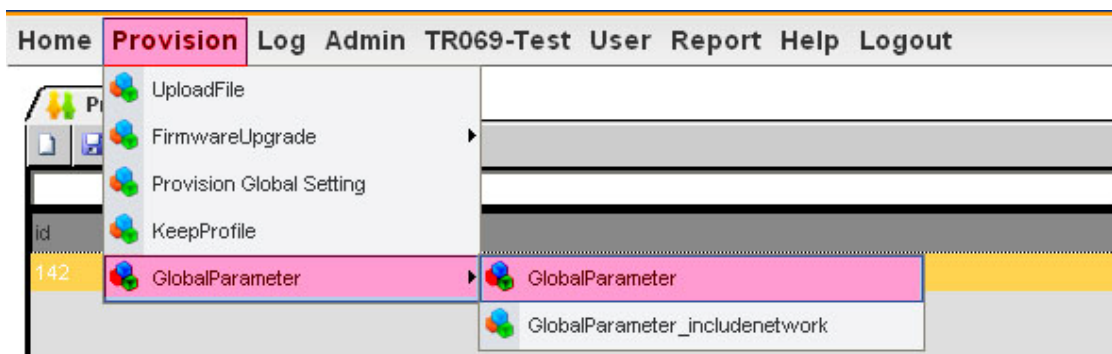 Home Provision Log Admin TR069-Test User Report Help Logout
UploadFile
FirmwareUpgrade
Provision Global Setting
KeepProfile
GlobalParameter
GlobalParameter
GlobalParameter_includenetwork
id
142